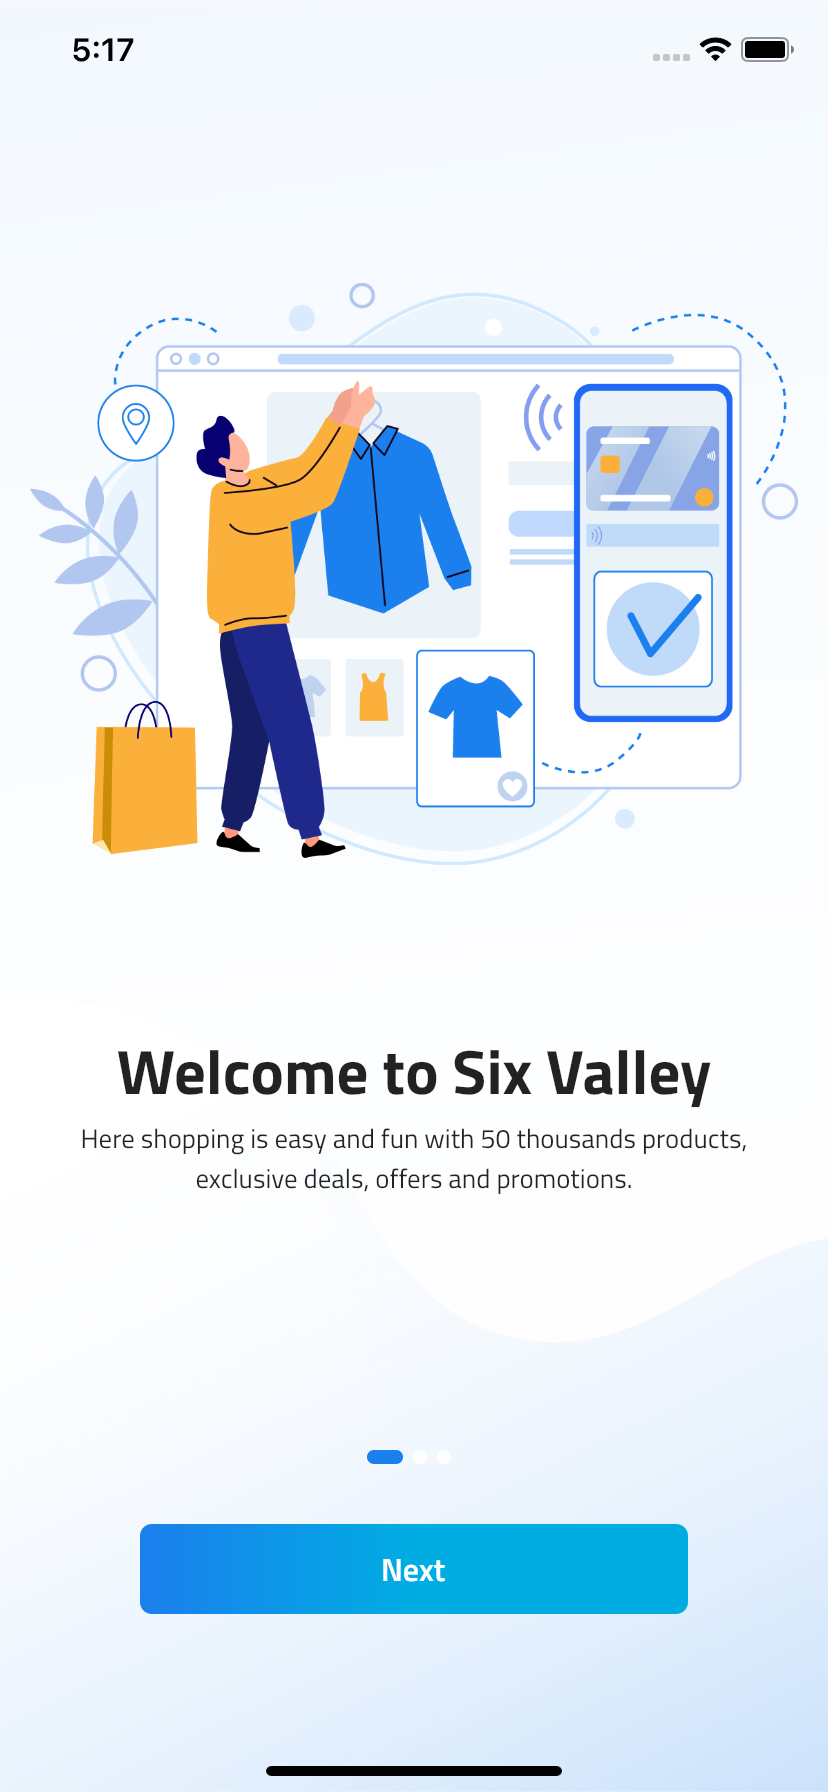 5:17
Welcome to Six Valley
Here shopping is easy and fun with 50 thousands products,
exclusive deals, offers and promotions.
Next